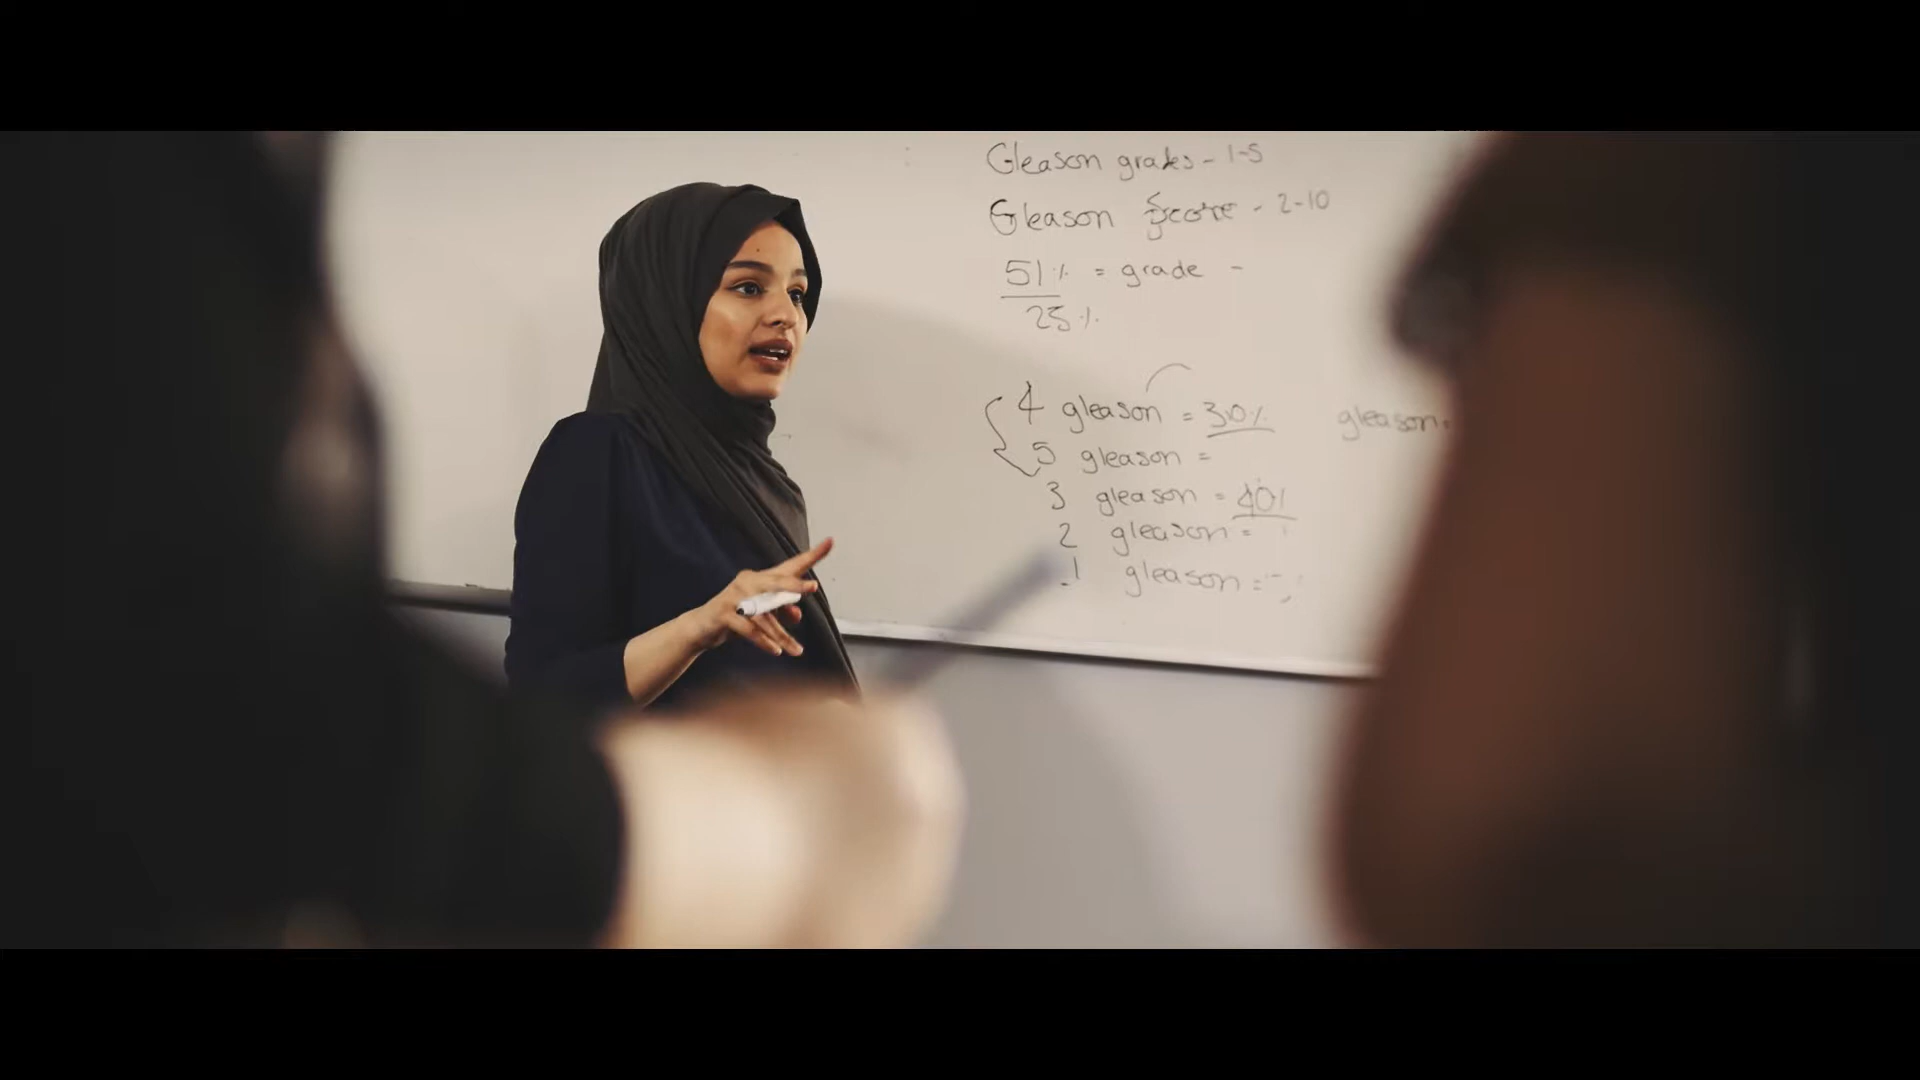 Gleason grades - 1-5
Gleason Score - 2-10
51% = grade -
25%
4 gleason = 30% gleason
5 gleason =
3 gleason = 40%
2 gleason =
1 gleason =